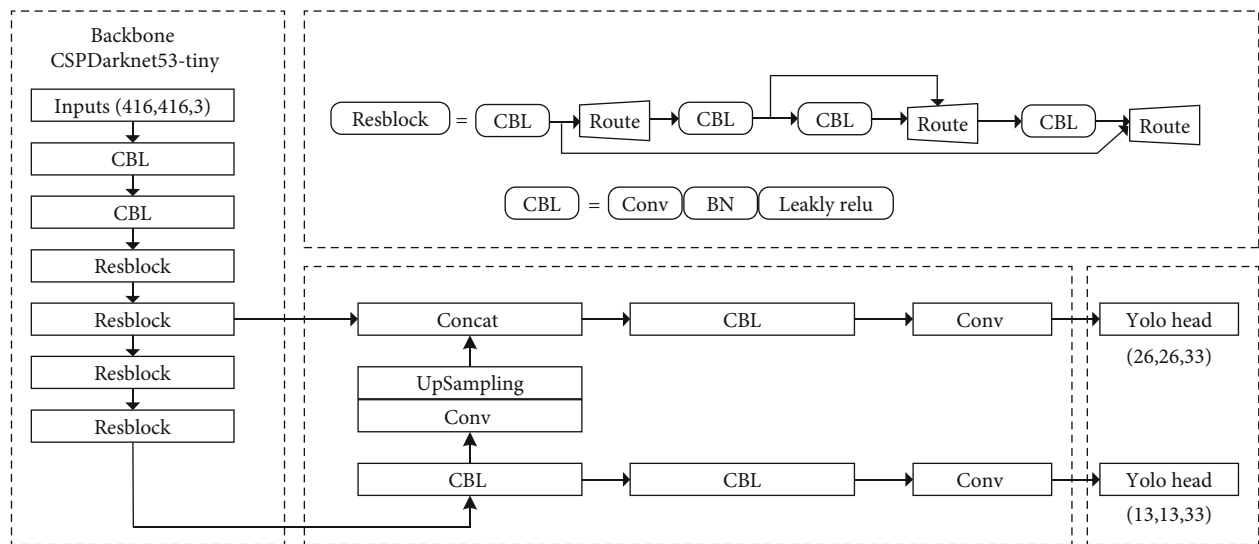 Backbone
CSPDarknet53-tiny
Inputs (416,416,3)
CBL
CBL
Resblock
Resblock
Resblock
Resblock
Resblock = CBL Route CBL CBL Route CBL Route
CBL = Conv BN Leakly relu
Concat CBL Conv Yolo head
(26,26,33)
UpSampling
Conv
CBL CBL Conv Yolo head
(13,13,33)